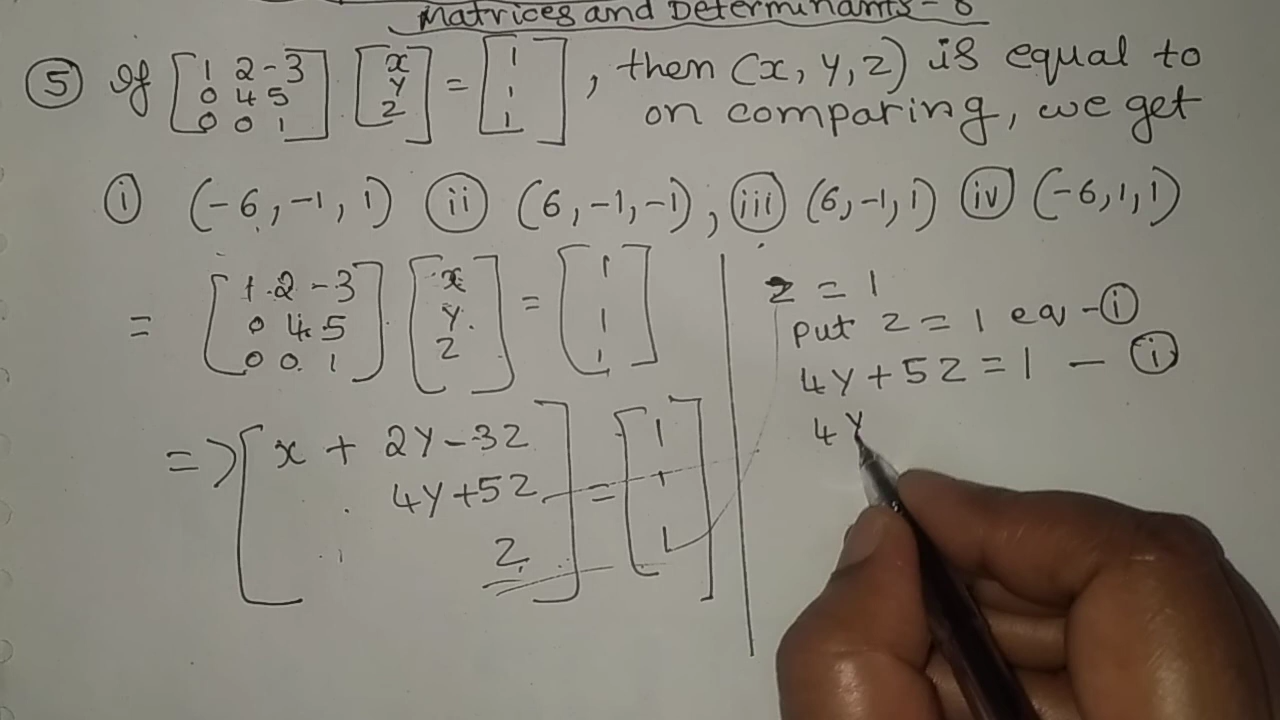 Matrices and Determinants - 8
⑤ If [1 2 -3 0 4 5 0 0 1] [x y z] = [1 1 1], then (x, y, z) is equal to
on comparing, we get
ⓘ (-6, -1, 1) (ii) (6, -1, -1), (iii) (6, -1, 1) (iv) (-6, 1, 1)
= [1 2 -3 0 4 5 0 0 1] [x y z] = [1 1 1]
=> [x + 2y - 3z 4y + 5z z] = [1 1 1]
z = 1
put z = 1 eq - ⓘ
4y + 5z = 1 - ⓘ
4y